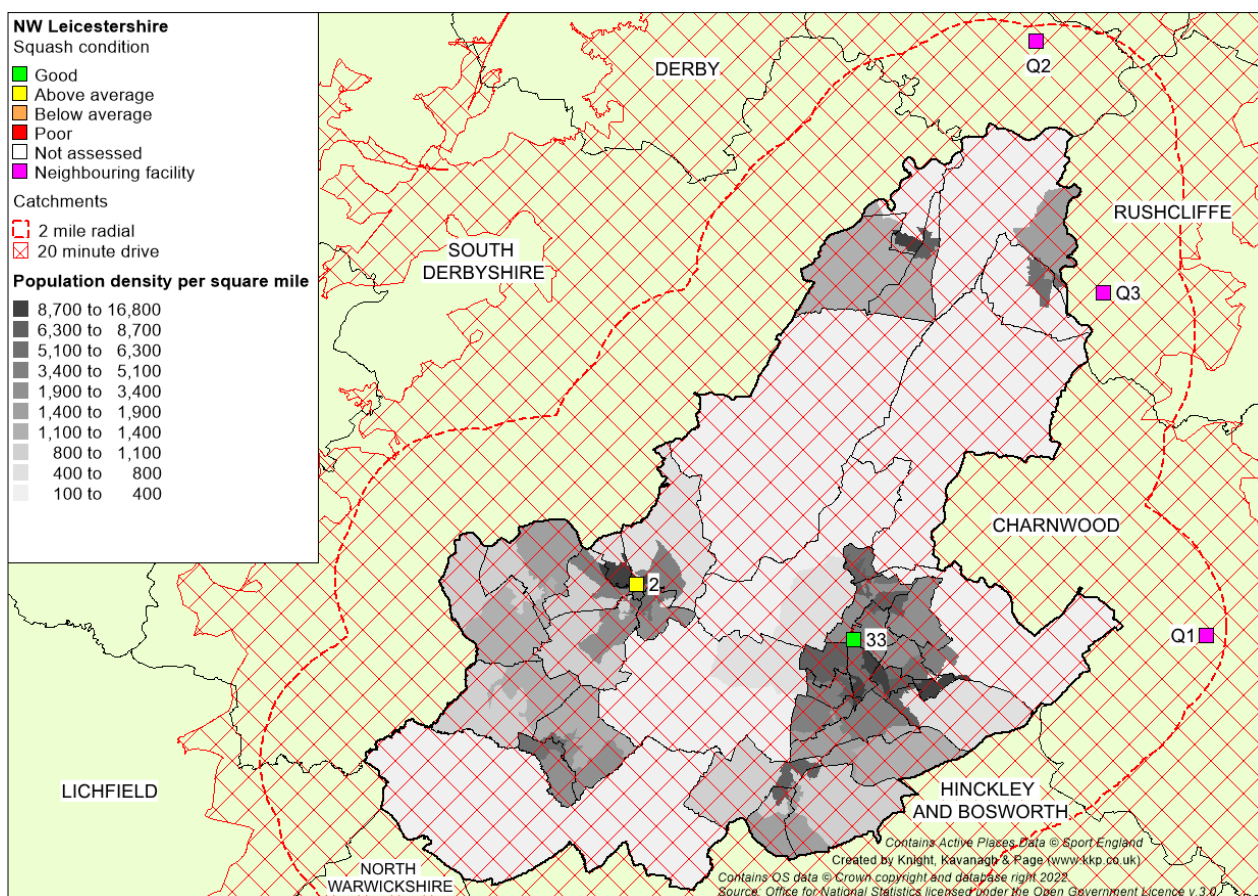 NW Leicestershire
Squash condition
Good
Above average
Below average
Poor
Not assessed
Neighbouring facility
Catchments
2 mile radial
20 minute drive
Population density per square mile
8,700 to 16,800
6,300 to 8,700
5,100 to 6,300
3,400 to 5,100
1,900 to 3,400
1,400 to 1,900
1,100 to 1,400
800 to 1,100
400 to 800
100 to 400
DERBY
Q2
RUSHCLIFFE
SOUTH
DERBYSHIRE
Q3
CHARNWOOD
2
33
Q1
LICHFIELD
HINCKLEY
AND BOSWORTH
NORTH
WARWICKSHIRE
Contains Active Places Data © Sport England
Created by Knight, Kavanagh & Page (www.kkp.co.uk)
Contains OS data © Crown copyright and database right 2022
Source: Office for National Statistics licensed under the Open Government Licence v.3.0